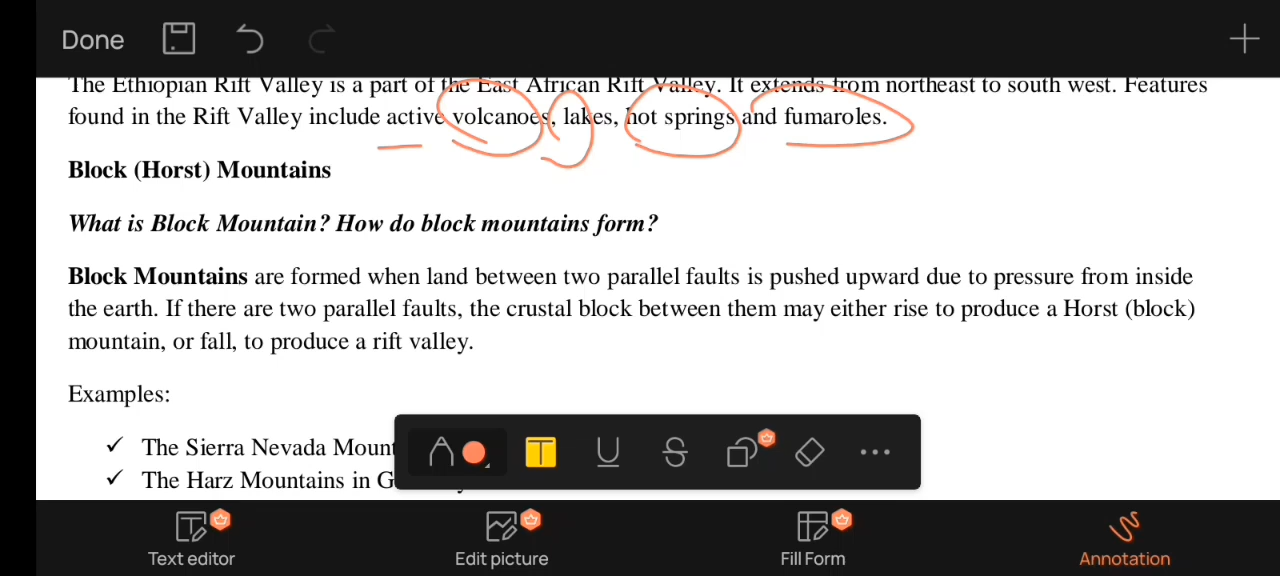 Done
The Ethiopian Rift Valley is a part of the East African Rift Valley. It extends from northeast to south west. Features
found in the Rift Valley include active volcanoes, lakes, hot springs and fumaroles.
Block (Horst) Mountains
What is Block Mountain? How do block mountains form?
Block Mountains are formed when land between two parallel faults is pushed upward due to pressure from inside
the earth. If there are two parallel faults, the crustal block between them may either rise to produce a Horst (block)
mountain, or fall, to produce a rift valley.
Examples:
✓ The Sierra Nevada Mount
✓ The Harz Mountains in G
Text editor Edit picture Fill Form Annotation